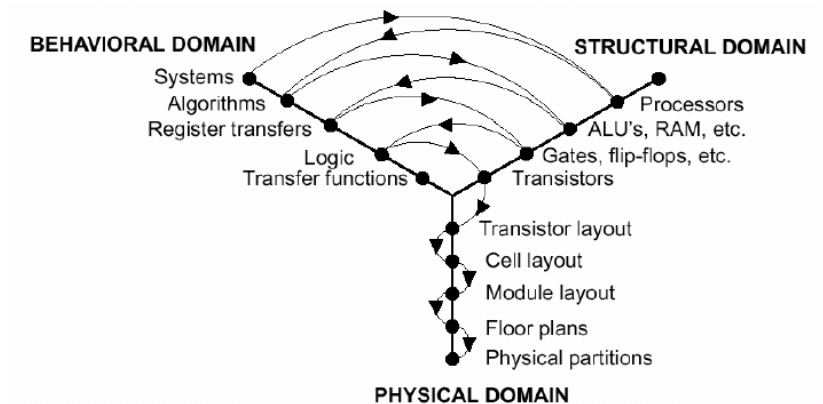 BEHAVIORAL DOMAIN
STRUCTURAL DOMAIN
Systems
Algorithms
Register transfers
Logic
Transfer functions
Processors
ALU's, RAM, etc.
Gates, flip-flops, etc.
Transistors
Transistor layout
Cell layout
Module layout
Floor plans
Physical partitions
PHYSICAL DOMAIN